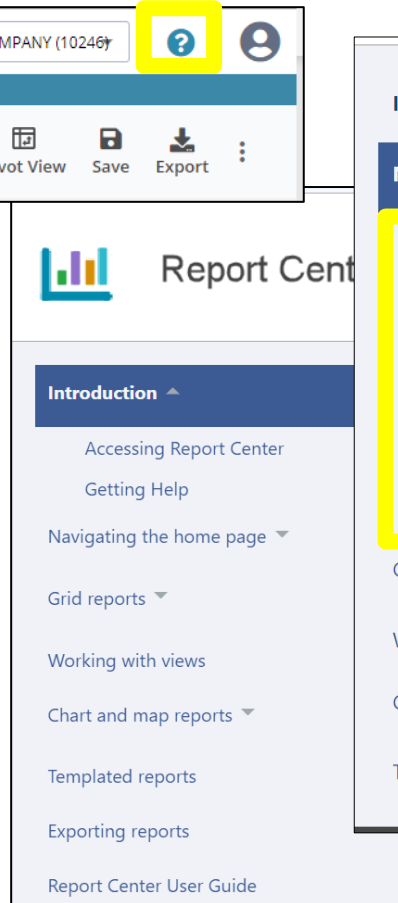 MPANY (10246)
vot View Save Export
Report Cent
Introduction
Accessing Report Center
Getting Help
Navigating the home page
Grid reports
Working with views
Chart and map reports
Templated reports
Exporting reports
Report Center User Guide